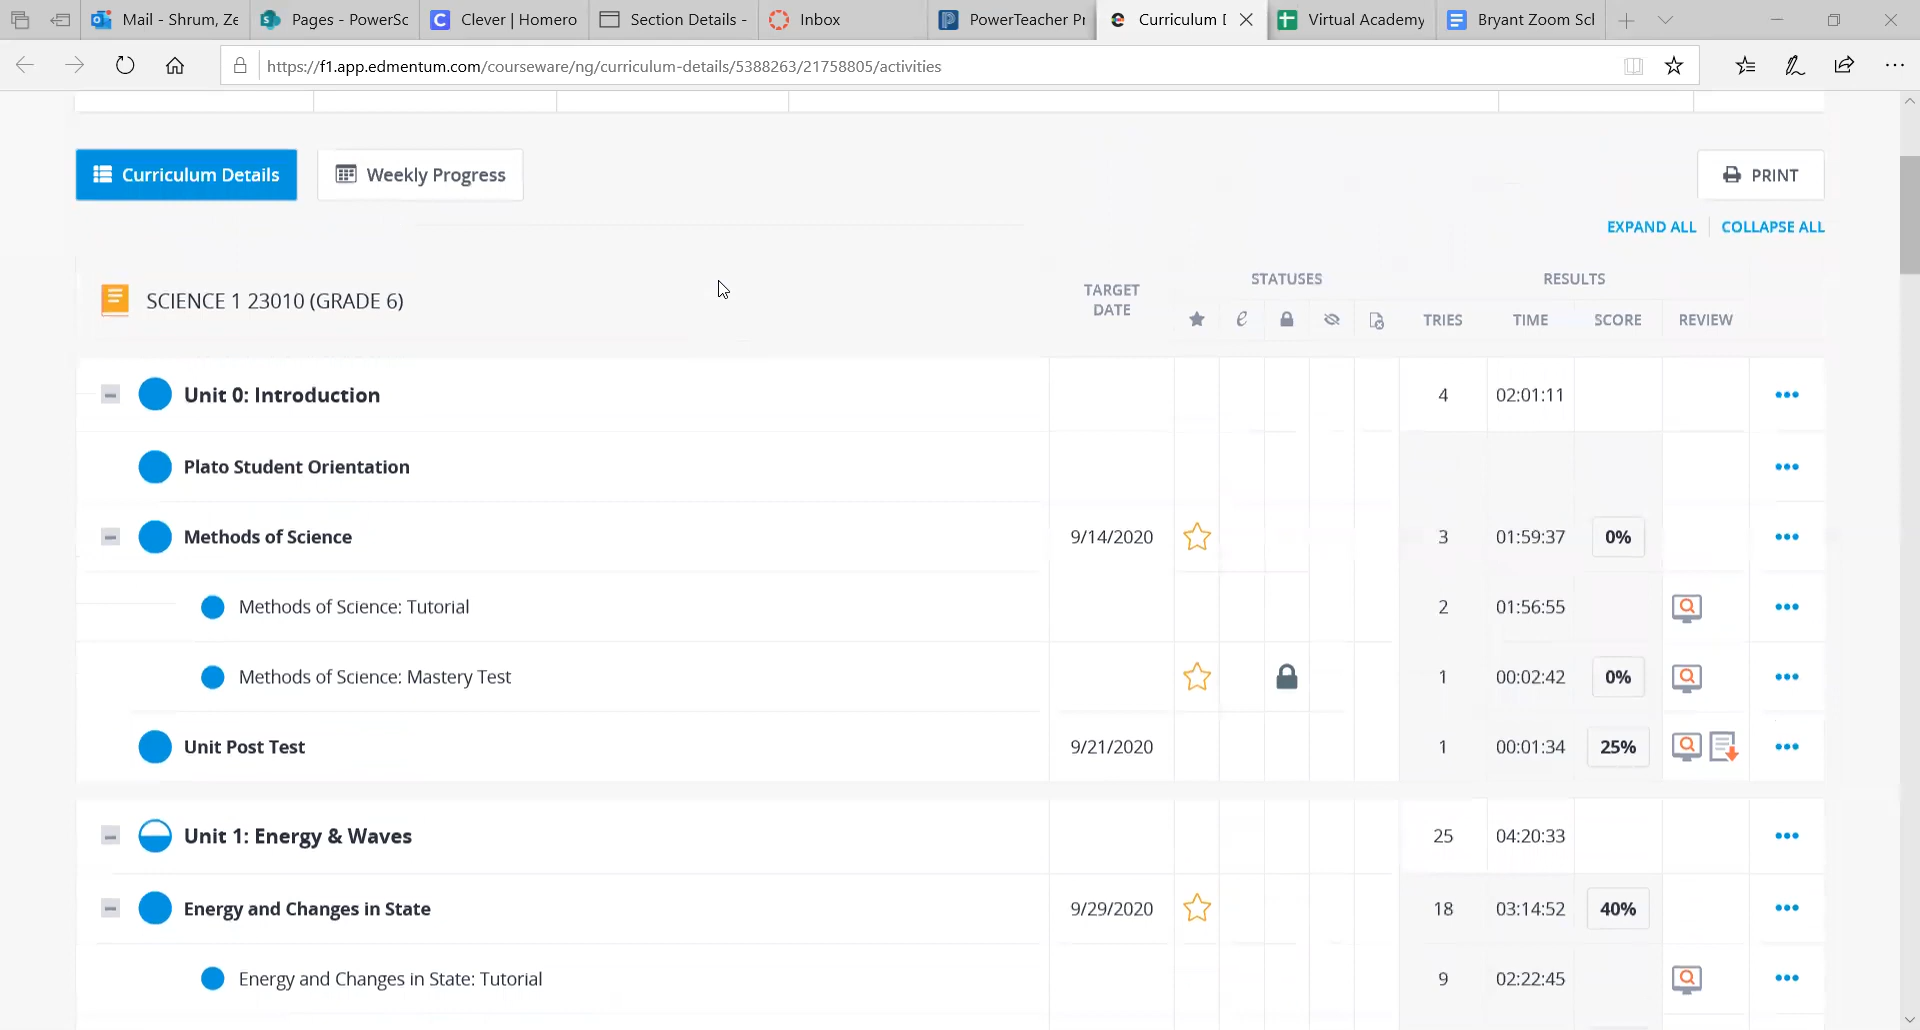 Mail - Shrum, Ze
Pages - PowerSc
Clever | Homero
Section Details -
Inbox
PowerTeacher Pr
Curriculum D
Virtual Academy
Bryant Zoom Scl
https://f1.app.edmentum.com/courseware/ng/curriculum-details/5388263/21758805/activities
Curriculum Details
Weekly Progress
PRINT
EXPAND ALL
COLLAPSE ALL
SCIENCE 1 23010 (GRADE 6)
TARGET
DATE
STATUSES
RESULTS
TRIES
TIME
SCORE
REVIEW
Unit 0: Introduction 4 02:01:11
Plato Student Orientation
Methods of Science 9/14/2020 3 01:59:37 0%
Methods of Science: Tutorial 2 01:56:55
Methods of Science: Mastery Test 1 00:02:42 0%
Unit Post Test 9/21/2020 1 00:01:34 25%
Unit 1: Energy & Waves 25 04:20:33
Energy and Changes in State 9/29/2020 18 03:14:52 40%
Energy and Changes in State: Tutorial 9 02:22:45